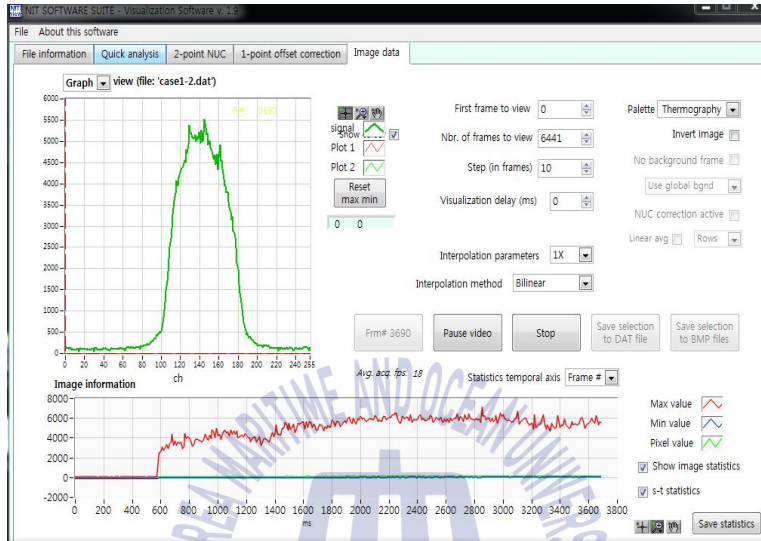 NIT SOFTWARE SUITE - Visualization Software v. 1.9
File About this software
File information Quick analysis 2-point NUC 1-point offset correction Image data
Graph view (file: 'case1-2.dat')
6000
5500
5000
4500
4000
3500
3000
2500
2000
1500
1000
500
0
0 20 40 60 80 100 120 140 160 180 200 220 240 255
ch
Fr# 3690
signal
Show
Plot 1
Plot 2
Reset
max min
0 0
First frame to view 0
Nbr. of frames to view 6441
Step (in frames) 10
Visualization delay (ms) 0
Interpolation parameters 1X
Interpolation method Bilinear
Palette Thermography
Invert image
No background frame
Use global bgnd
NUC correction active
Linear avg Rows
Frm# 3690 Pause video Stop Save selection to DAT file Save selection to BMP files
Avg. acq. fps. 18 Statistics temporal axis Frame #
Image information
8000
6000
4000
2000
0
-2000
0 200 400 600 800 1000 1200 1400 1600 1800 2000 2200 2400 2600 2800 3000 3200 3400 3600 3800
ms
Max value
Min value
Pixel value
Show image statistics
s-t statistics
Save statistics
REA MARITIME AND OCEAN UNIVERS